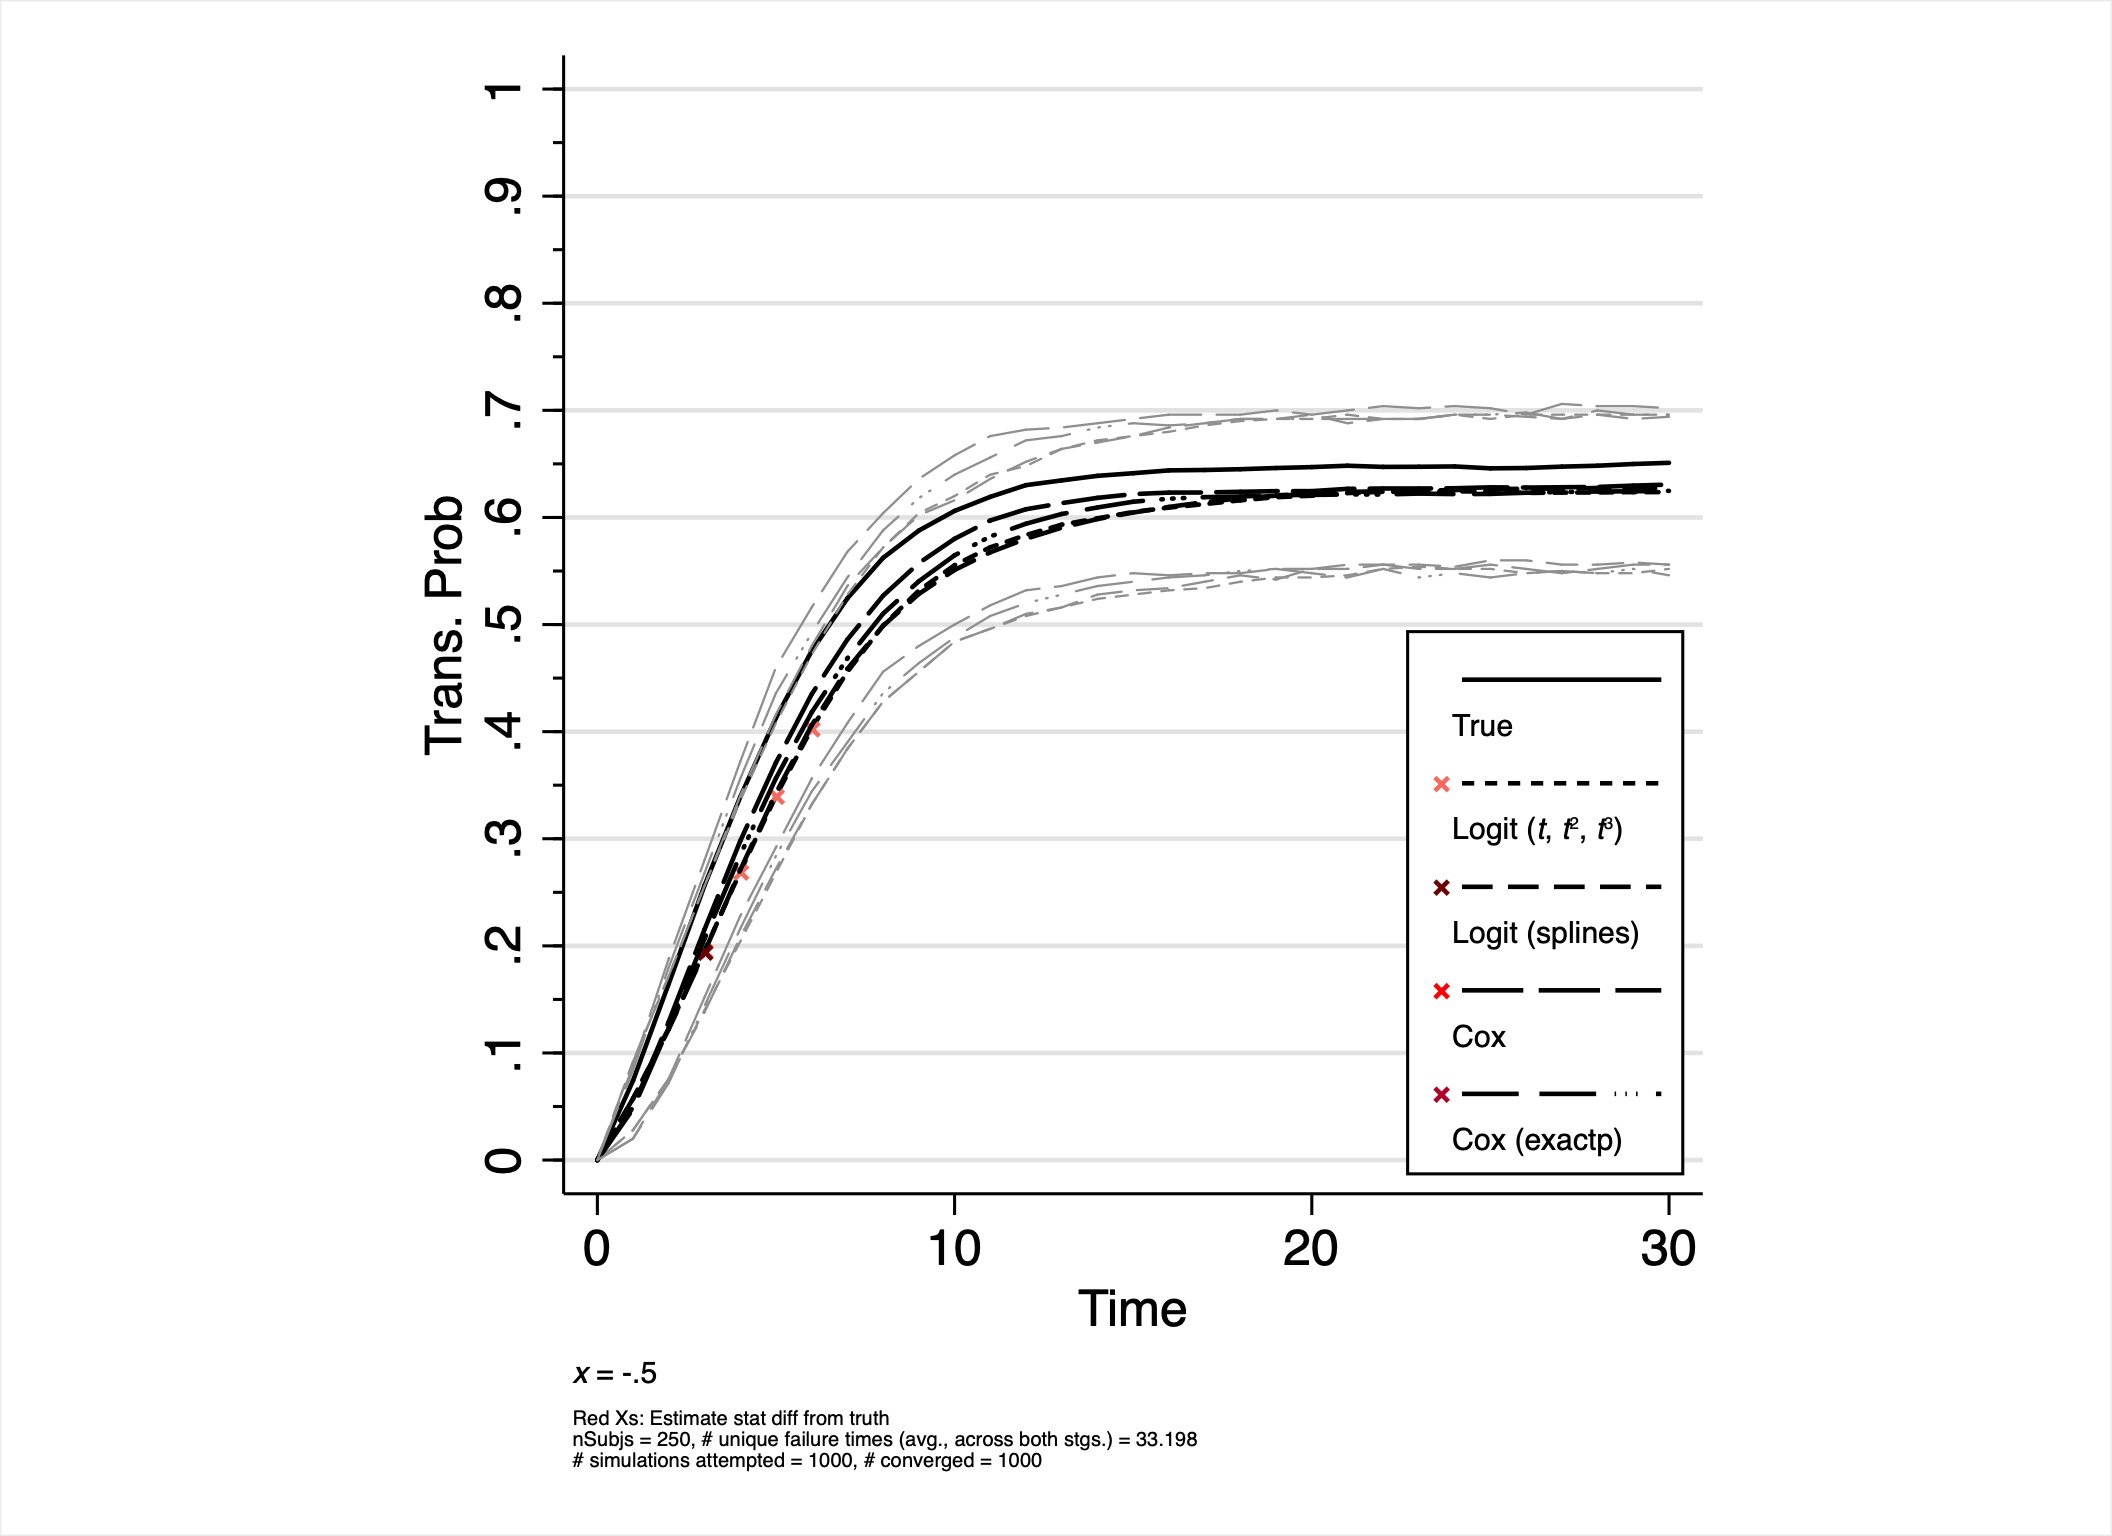 1
.9
.8
.7
.6
.5
.4
.3
.2
.1
0
Trans. Prob
True
Logit (t, t², t³)
Logit (splines)
Cox
Cox (exactp)
0 10 20 30
Time
x = -.5
Red Xs: Estimate stat diff from truth
nSubjs = 250, # unique failure times (avg., across both stgs.) = 33.198
# simulations attempted = 1000, # converged = 1000